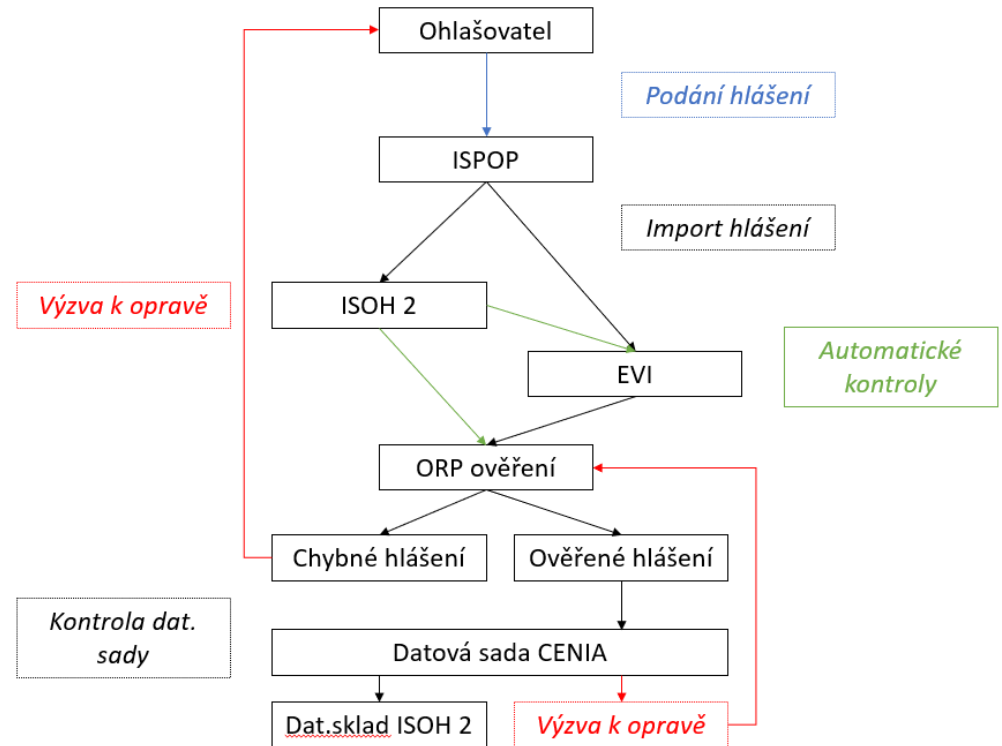 Ohlašovatel
Podání hlášení
ISPOP
Import hlášení
ISOH 2
Výzva k opravě
Automatické
kontroly
EVI
ORP ověření
Chybné hlášení
Ověřené hlášení
Kontrola dat.
sady
Datová sada CENIA
Dat.sklad ISOH 2
Výzva k opravě